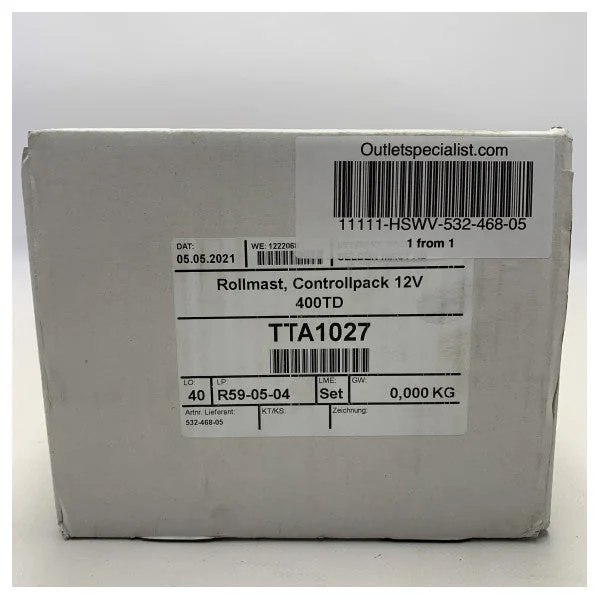 Outletspecialist.com
11111-HSWV-532-468-05
1 from 1
DAT:
05.05.2021
WE:
Rollmast, Controllpack 12V
400TD
TTA1027
LO:
40
LP:
R59-05-04
LME:
Set
GW:
0,000 KG
Artnr. Lieferant:
532-468-05
KT/KS:
Zeichnung: